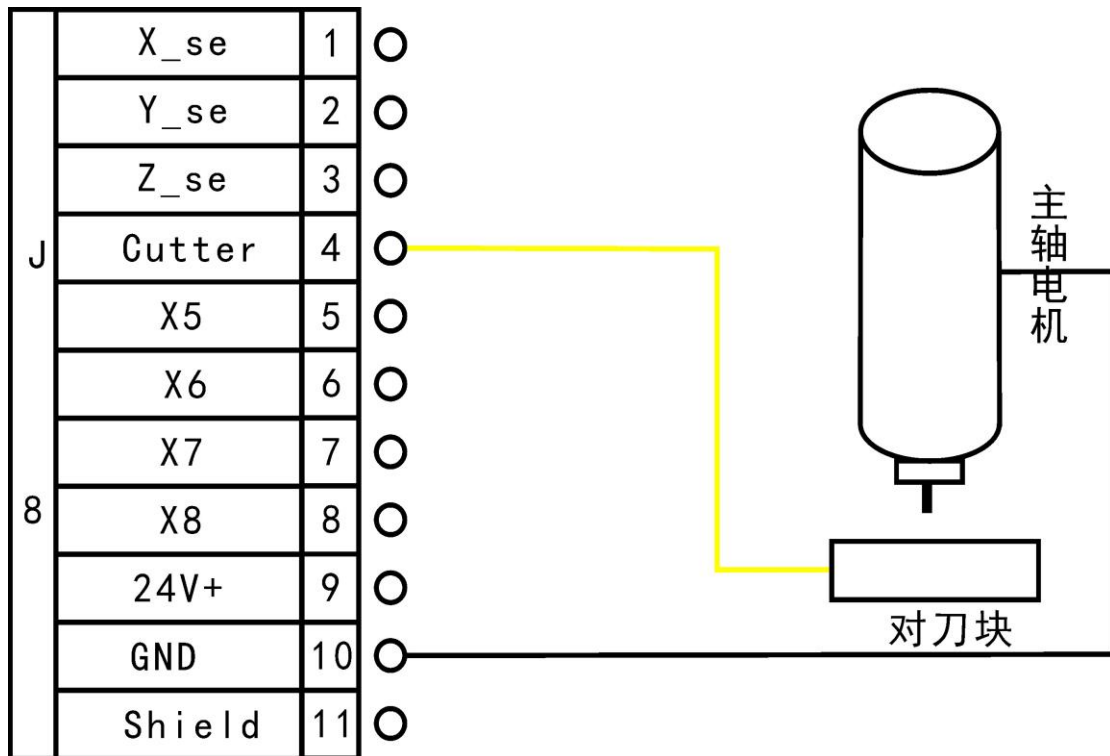 J8
X_se 1
Y_se 2
Z_se 3
Cutter 4
X5 5
X6 6
X7 7
X8 8
24V+ 9
GND 10
Shield 11
主轴电机
对刀块